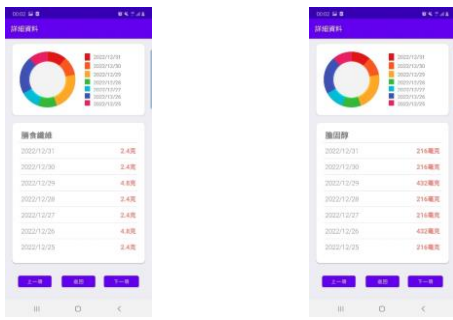 10:02
詳細資料
2022/12/31
2022/12/30
2022/12/29
2022/12/28
2022/12/27
2022/12/26
2022/12/25
膳食纖維
2022/12/31 2.4克
2022/12/30 2.4克
2022/12/29 4.8克
2022/12/28 2.4克
2022/12/27 2.4克
2022/12/26 4.8克
2022/12/25 2.4克
上一項 返回 下一項
10:02
詳細資料
2022/12/31
2022/12/30
2022/12/29
2022/12/28
2022/12/27
2022/12/26
2022/12/25
膽固醇
2022/12/31 216毫克
2022/12/30 216毫克
2022/12/29 432毫克
2022/12/28 216毫克
2022/12/27 216毫克
2022/12/26 432毫克
2022/12/25 216毫克
上一項 返回 下一項